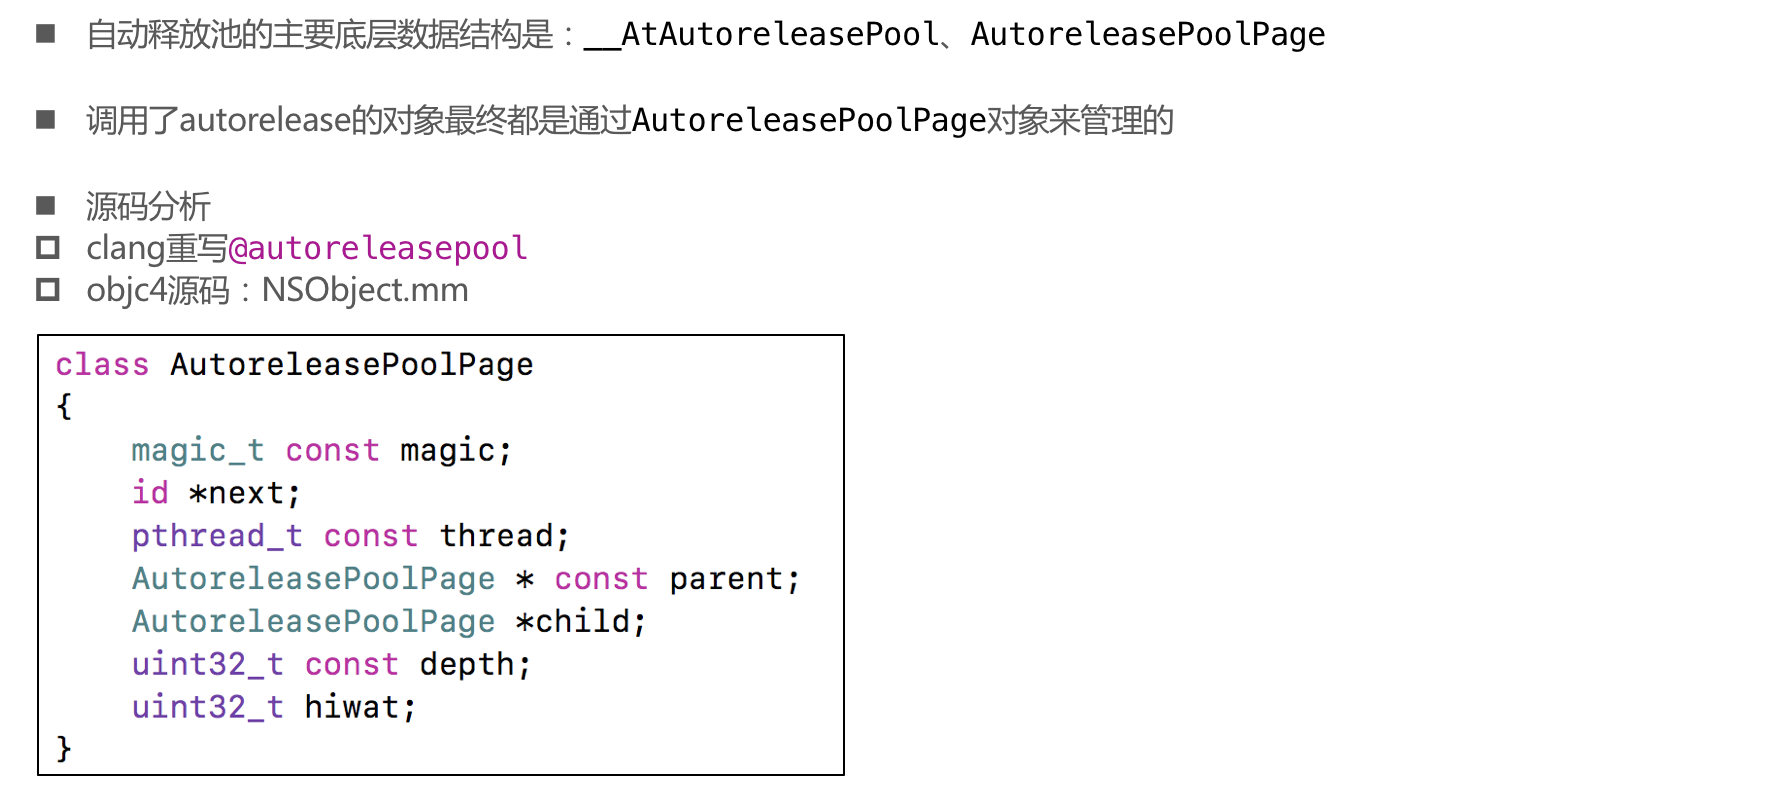 自动释放池的主要底层数据结构是：__AtAutoreleasePool、AutoreleasePoolPage
调用了autorelease的对象最终都是通过AutoreleasePoolPage对象来管理的
源码分析
clang重写@autoreleasepool
objc4源码：NSObject.mm
class AutoreleasePoolPage
{
magic_t const magic;
id *next;
pthread_t const thread;
AutoreleasePoolPage * const parent;
AutoreleasePoolPage *child;
uint32_t const depth;
uint32_t hiwat;
}